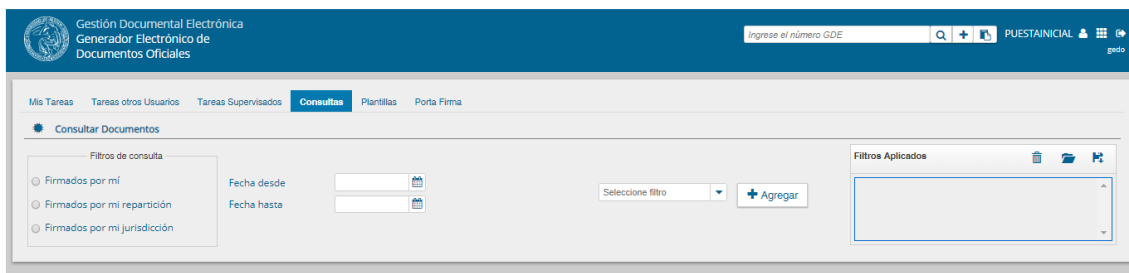 Gestión Documental Electrónica
Generador Electrónico de
Documentos Oficiales
Ingrese el número GDE
PUESTAINICIAL
gedo
Mis Tareas Tareas otros Usuarios Tareas Supervisados Consultas Plantillas Porta Firma
Consultar Documentos
Filtros de consulta
Firmados por mí
Firmados por mi repartición
Firmados por mi jurisdicción
Fecha desde
Fecha hasta
Seleccione filtro
Agregar
Filtros Aplicados